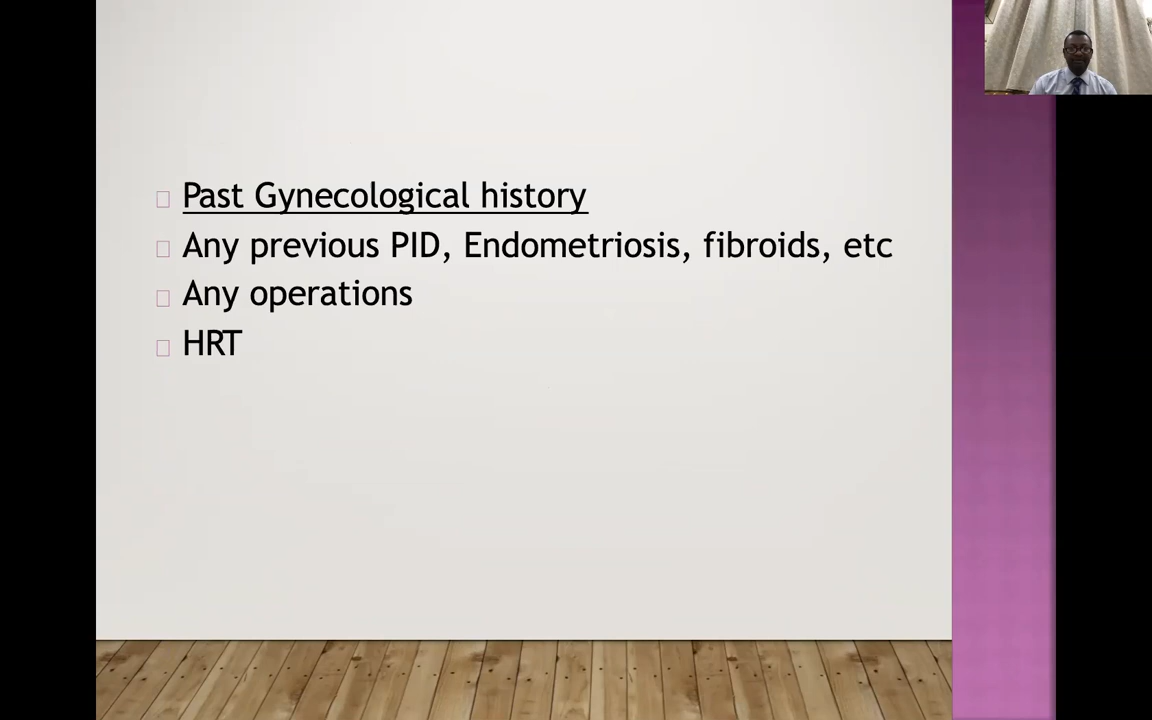 Past Gynecological history
Any previous PID, Endometriosis, fibroids, etc
Any operations
HRT